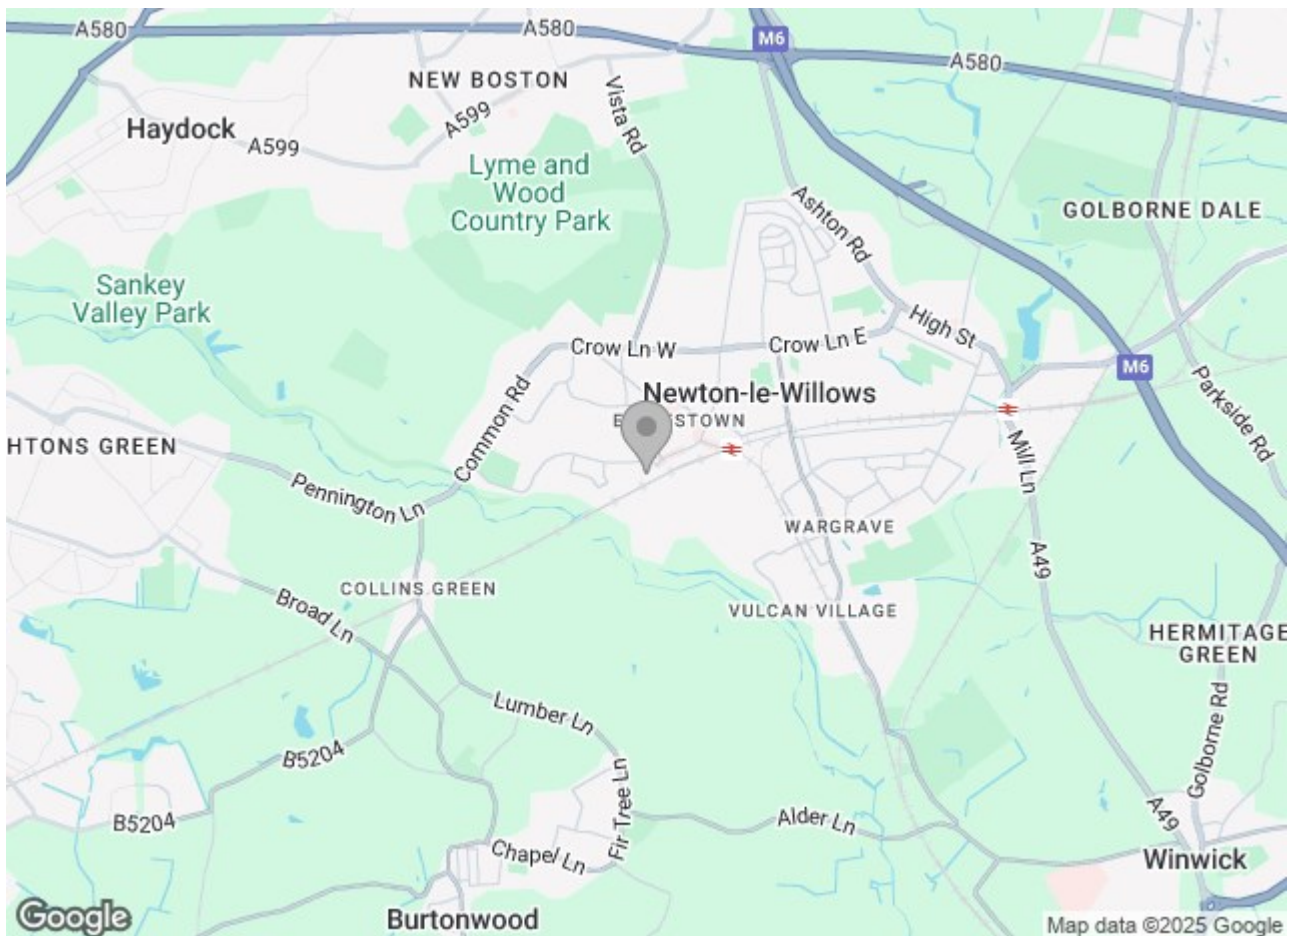 A580
A580
M6
A580
NEW BOSTON
Vista Rd
Haydock
A599
A599
Lyme and
Wood
Country Park
Ashton Rd
GOLBORNE DALE
Sankey
Valley Park
High St
Crow Ln W
Crow Ln E
M6
Newton-le-Willows
Common Rd
Parkside Rd
HTONS GREEN
Mill Ln
Pennington Ln
WARGRAVE
A49
COLLINS GREEN
Broad Ln
VULCAN VILLAGE
HERMITAGE
GREEN
Lumber Ln
Golborne Rd
B5204
Fir Tree Ln
B5204
Alder Ln
A49
Chapel Ln
Winwick
Burtonwood
Google
Map data ©2025 Google